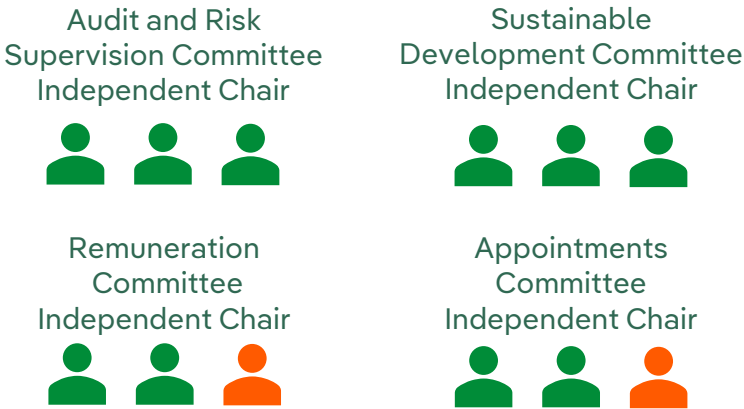 Audit and Risk
Supervision Committee
Independent Chair
Sustainable
Development Committee
Independent Chair
Remuneration
Committee
Independent Chair
Appointments
Committee
Independent Chair